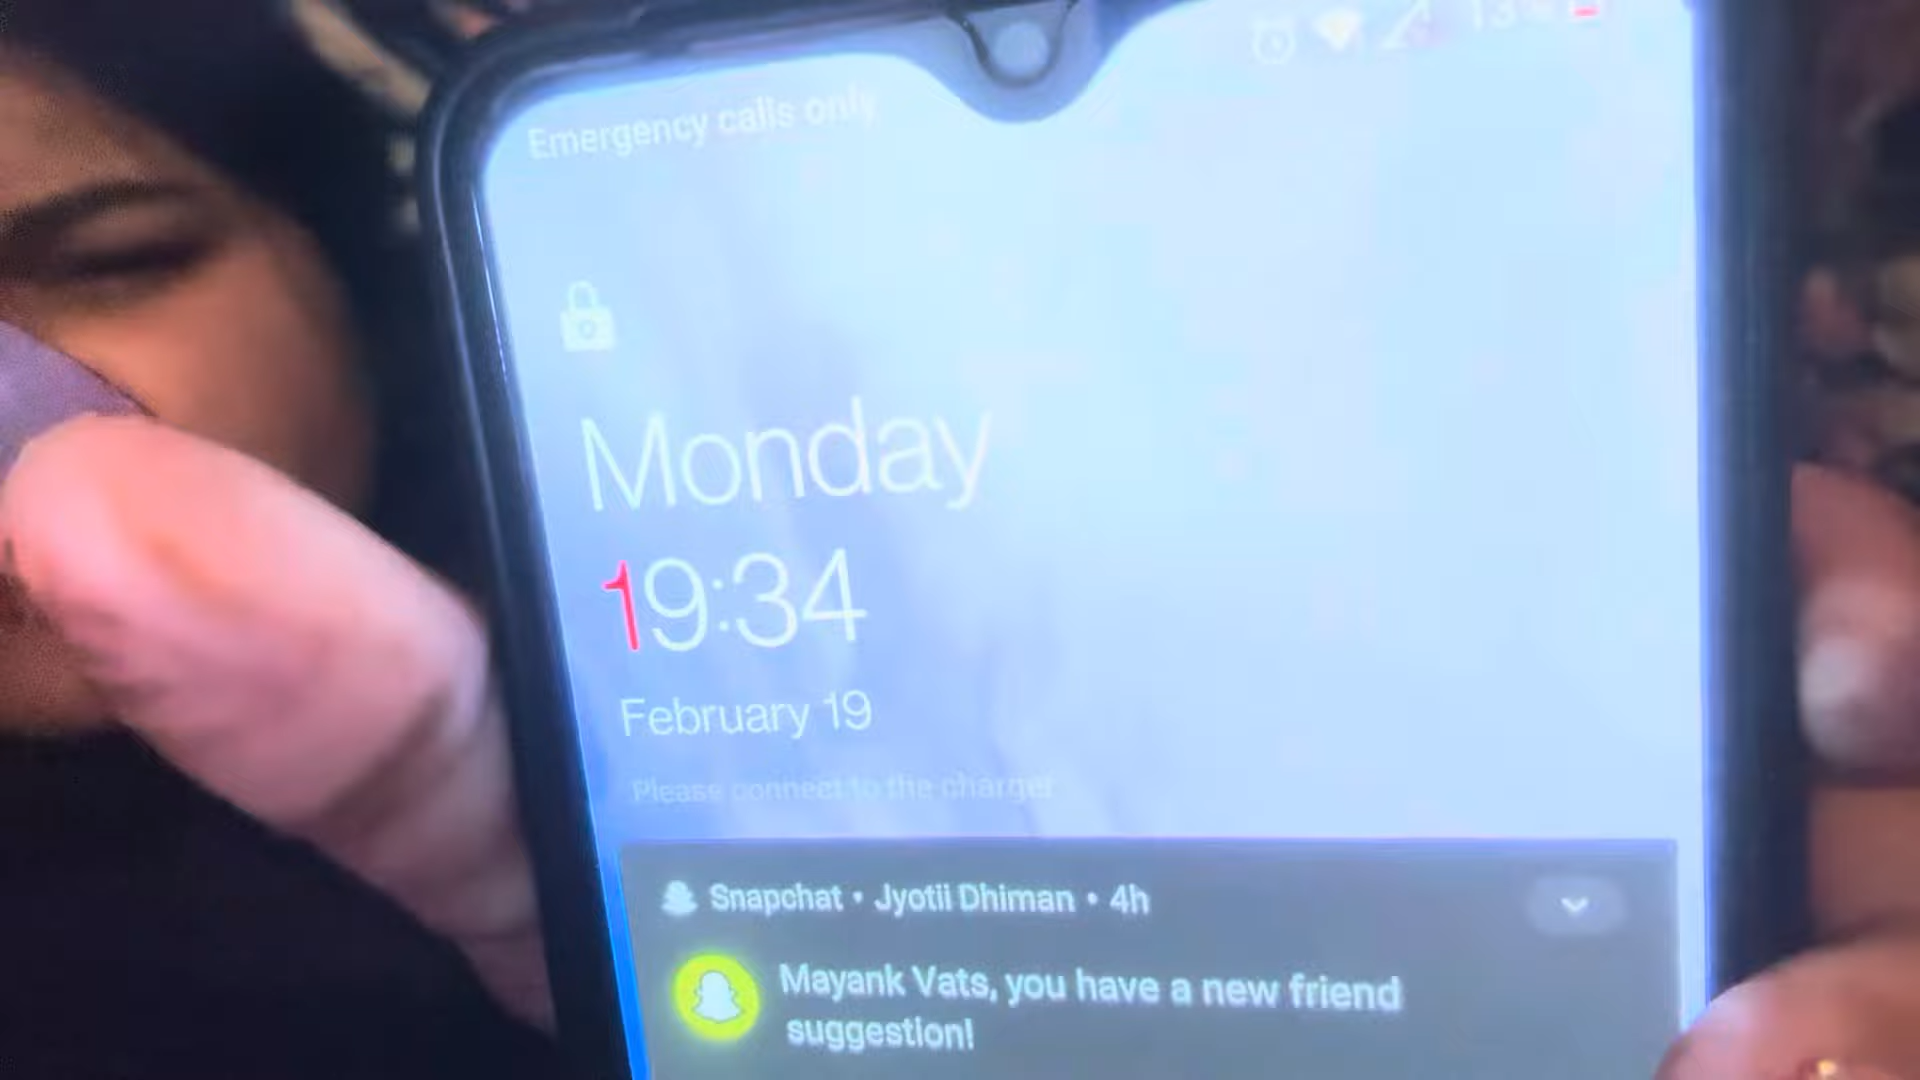 Emergency calls only
Monday
19:34
February 19
Please connect to the charger
Snapchat • Jyotii Dhiman • 4h
Mayank Vats, you have a new friend
suggestion!